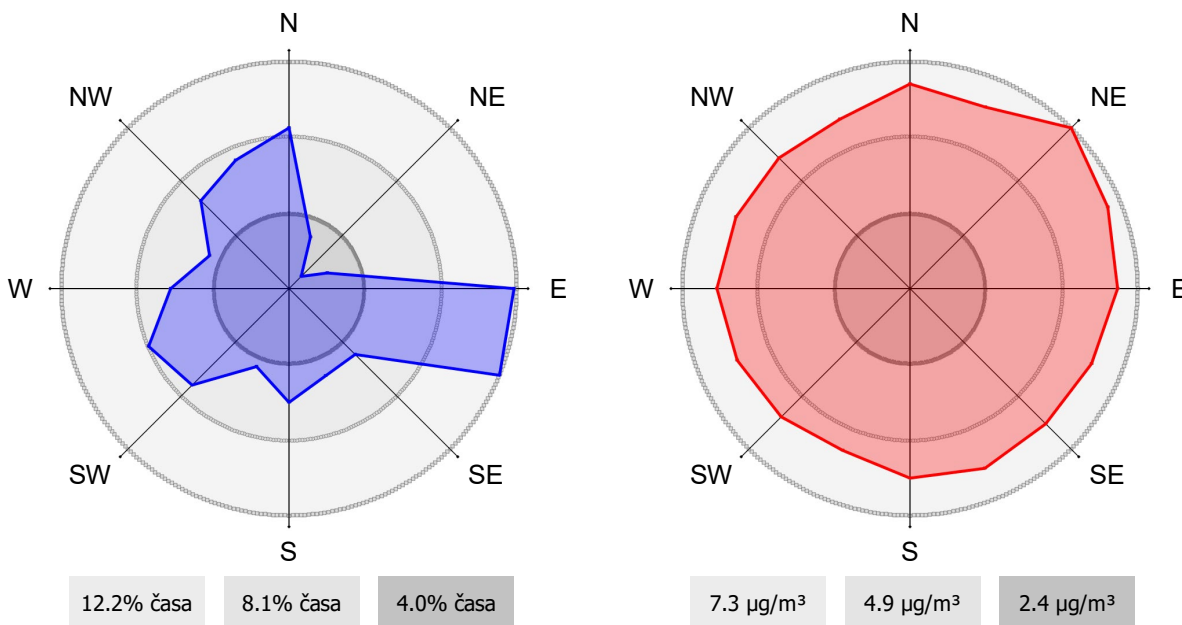 N
NW
NE
W
E
SW
SE
S
12.2% časa
8.1% časa
4.0% časa
N
NW
NE
W
E
SW
SE
S
7.3 µg/m³
4.9 µg/m³
2.4 µg/m³